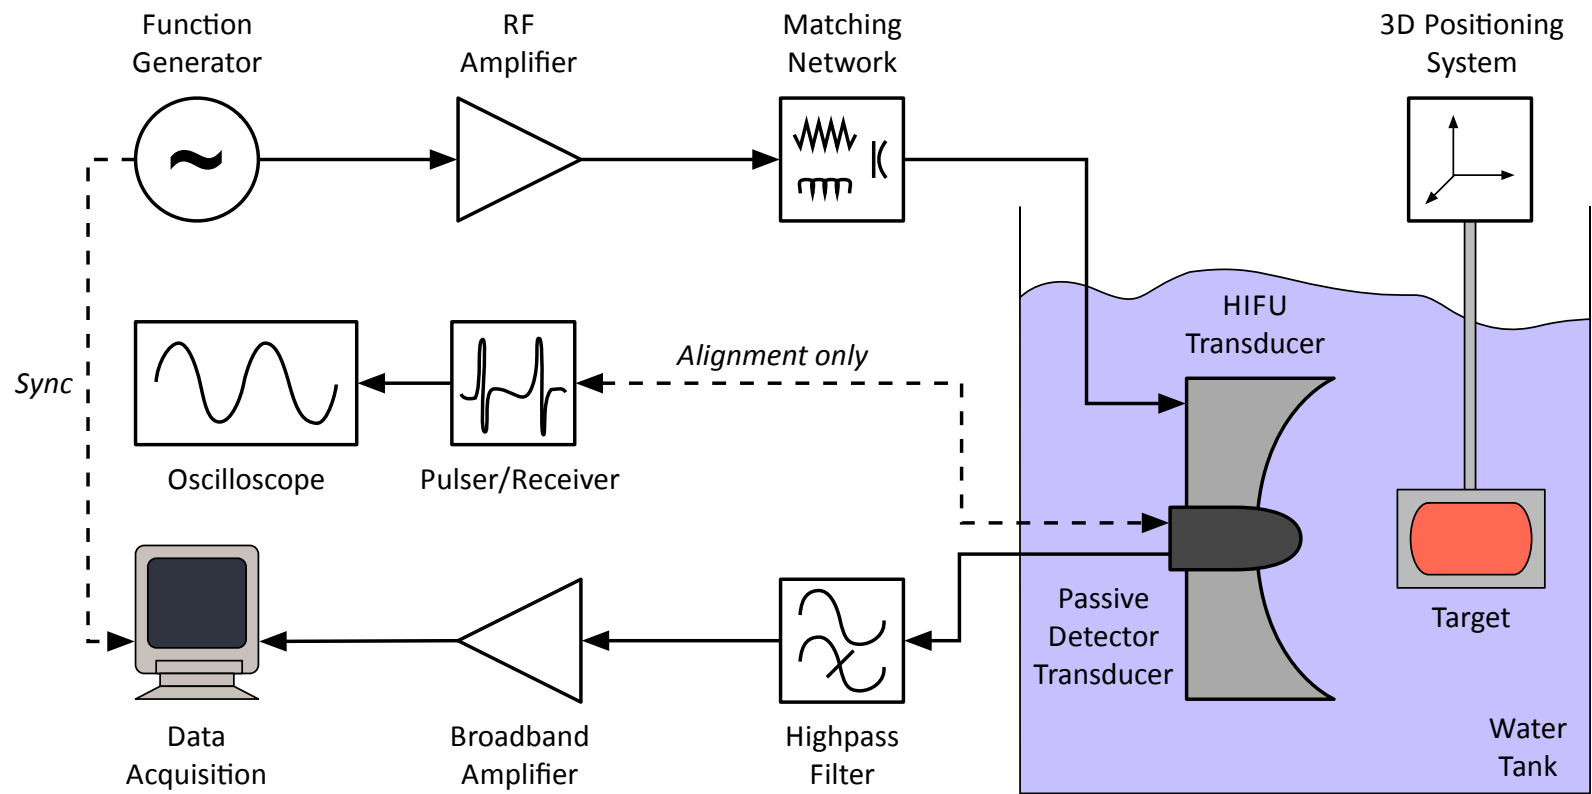 Function
Generator
RF
Amplifier
Matching
Network
3D Positioning
System
HIFU
Transducer
Alignment only
Sync
Oscilloscope
Pulser/Receiver
Passive
Detector
Transducer
Target
Data
Acquisition
Broadband
Amplifier
Highpass
Filter
Water
Tank